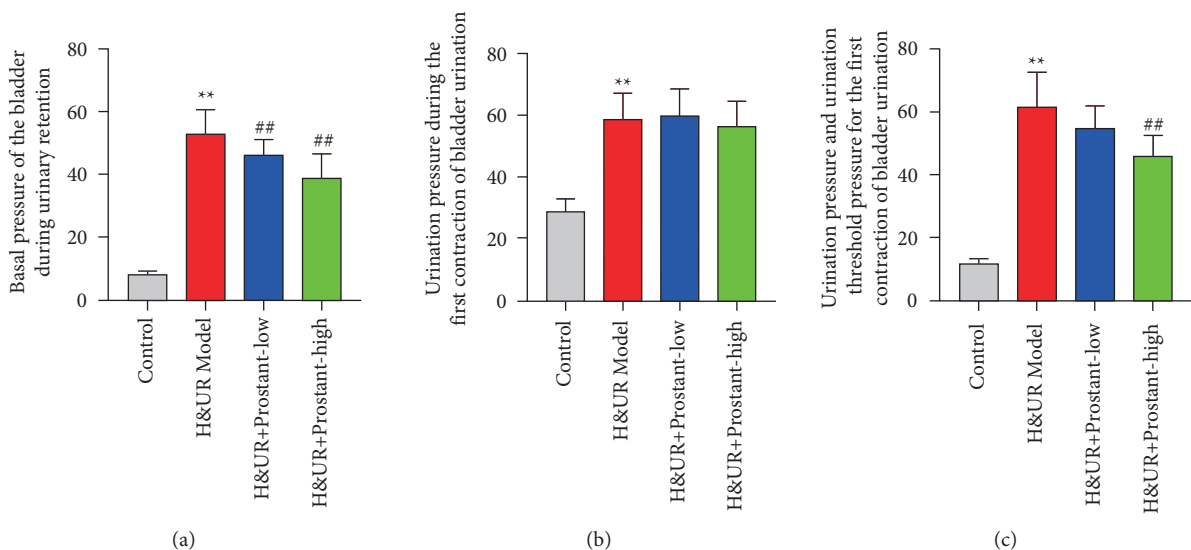 Basal pressure of the bladder
during urinary retention
80
60
40
20
0
**
##
##
Control
H&UR Model
H&UR+Prostant-low
H&UR+Prostant-high
(a)
Urination pressure during the
first contraction of bladder urination
80
60
40
20
0
**
Control
H&UR Model
H&UR+Prostant-low
H&UR+Prostant-high
(b)
Urination pressure and urination
threshold pressure for the first
contraction of bladder urination
80
60
40
20
0
**
##
Control
H&UR Model
H&UR+Prostant-low
H&UR+Prostant-high
(c)